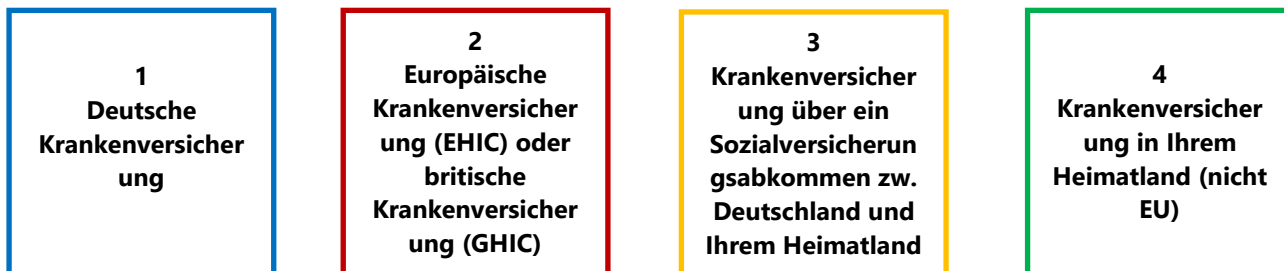 1
Deutsche
Krankenversicher
ung
2
Europäische
Krankenversicher
ung (EHIC) oder
britische
Krankenversicher
ung (GHIC)
3
Krankenversicher
ung über ein
Sozialversicherun
gsabkommen zw.
Deutschland und
Ihrem Heimatland
4
Krankenversicher
ung in Ihrem
Heimatland (nicht
EU)